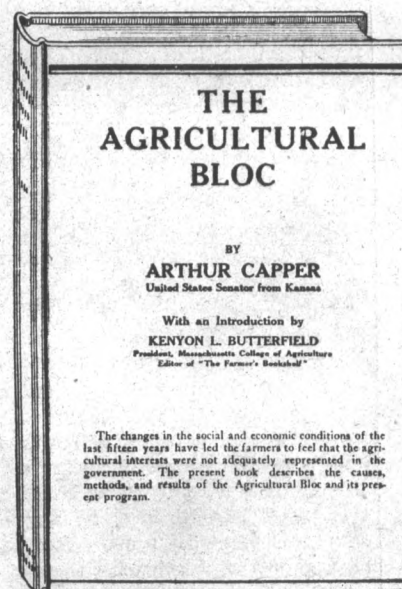 THE
AGRICULTURAL
BLOC
BY
ARTHUR CAPPER
United States Senator from Kansas
With an Introduction by
KENYON L. BUTTERFIELD
President, Massachusetts College of Agriculture
Editor of "The Farmer's Bookshelf"
The changes in the social and economic conditions of the
last fifteen years have led the farmers to feel that the agri-
cultural interests were not adequately represented in the
government. The present book describes the causes,
methods, and results of the Agricultural Bloc and its pres-
ent program.